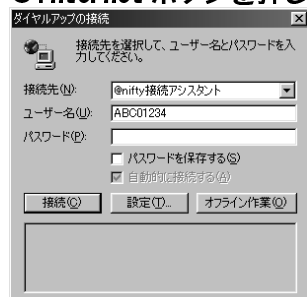 ダイヤルアップの接続
接続先を選択して、ユーザー名とパスワードを入
力してください。
接続先(N): @nifty接続アシスタント
ユーザー名(U): ABC01234
パスワード(P):
パスワードを保存する(S)
自動的に接続する(A)
接続(C) 設定(T)... オフライン作業(O)